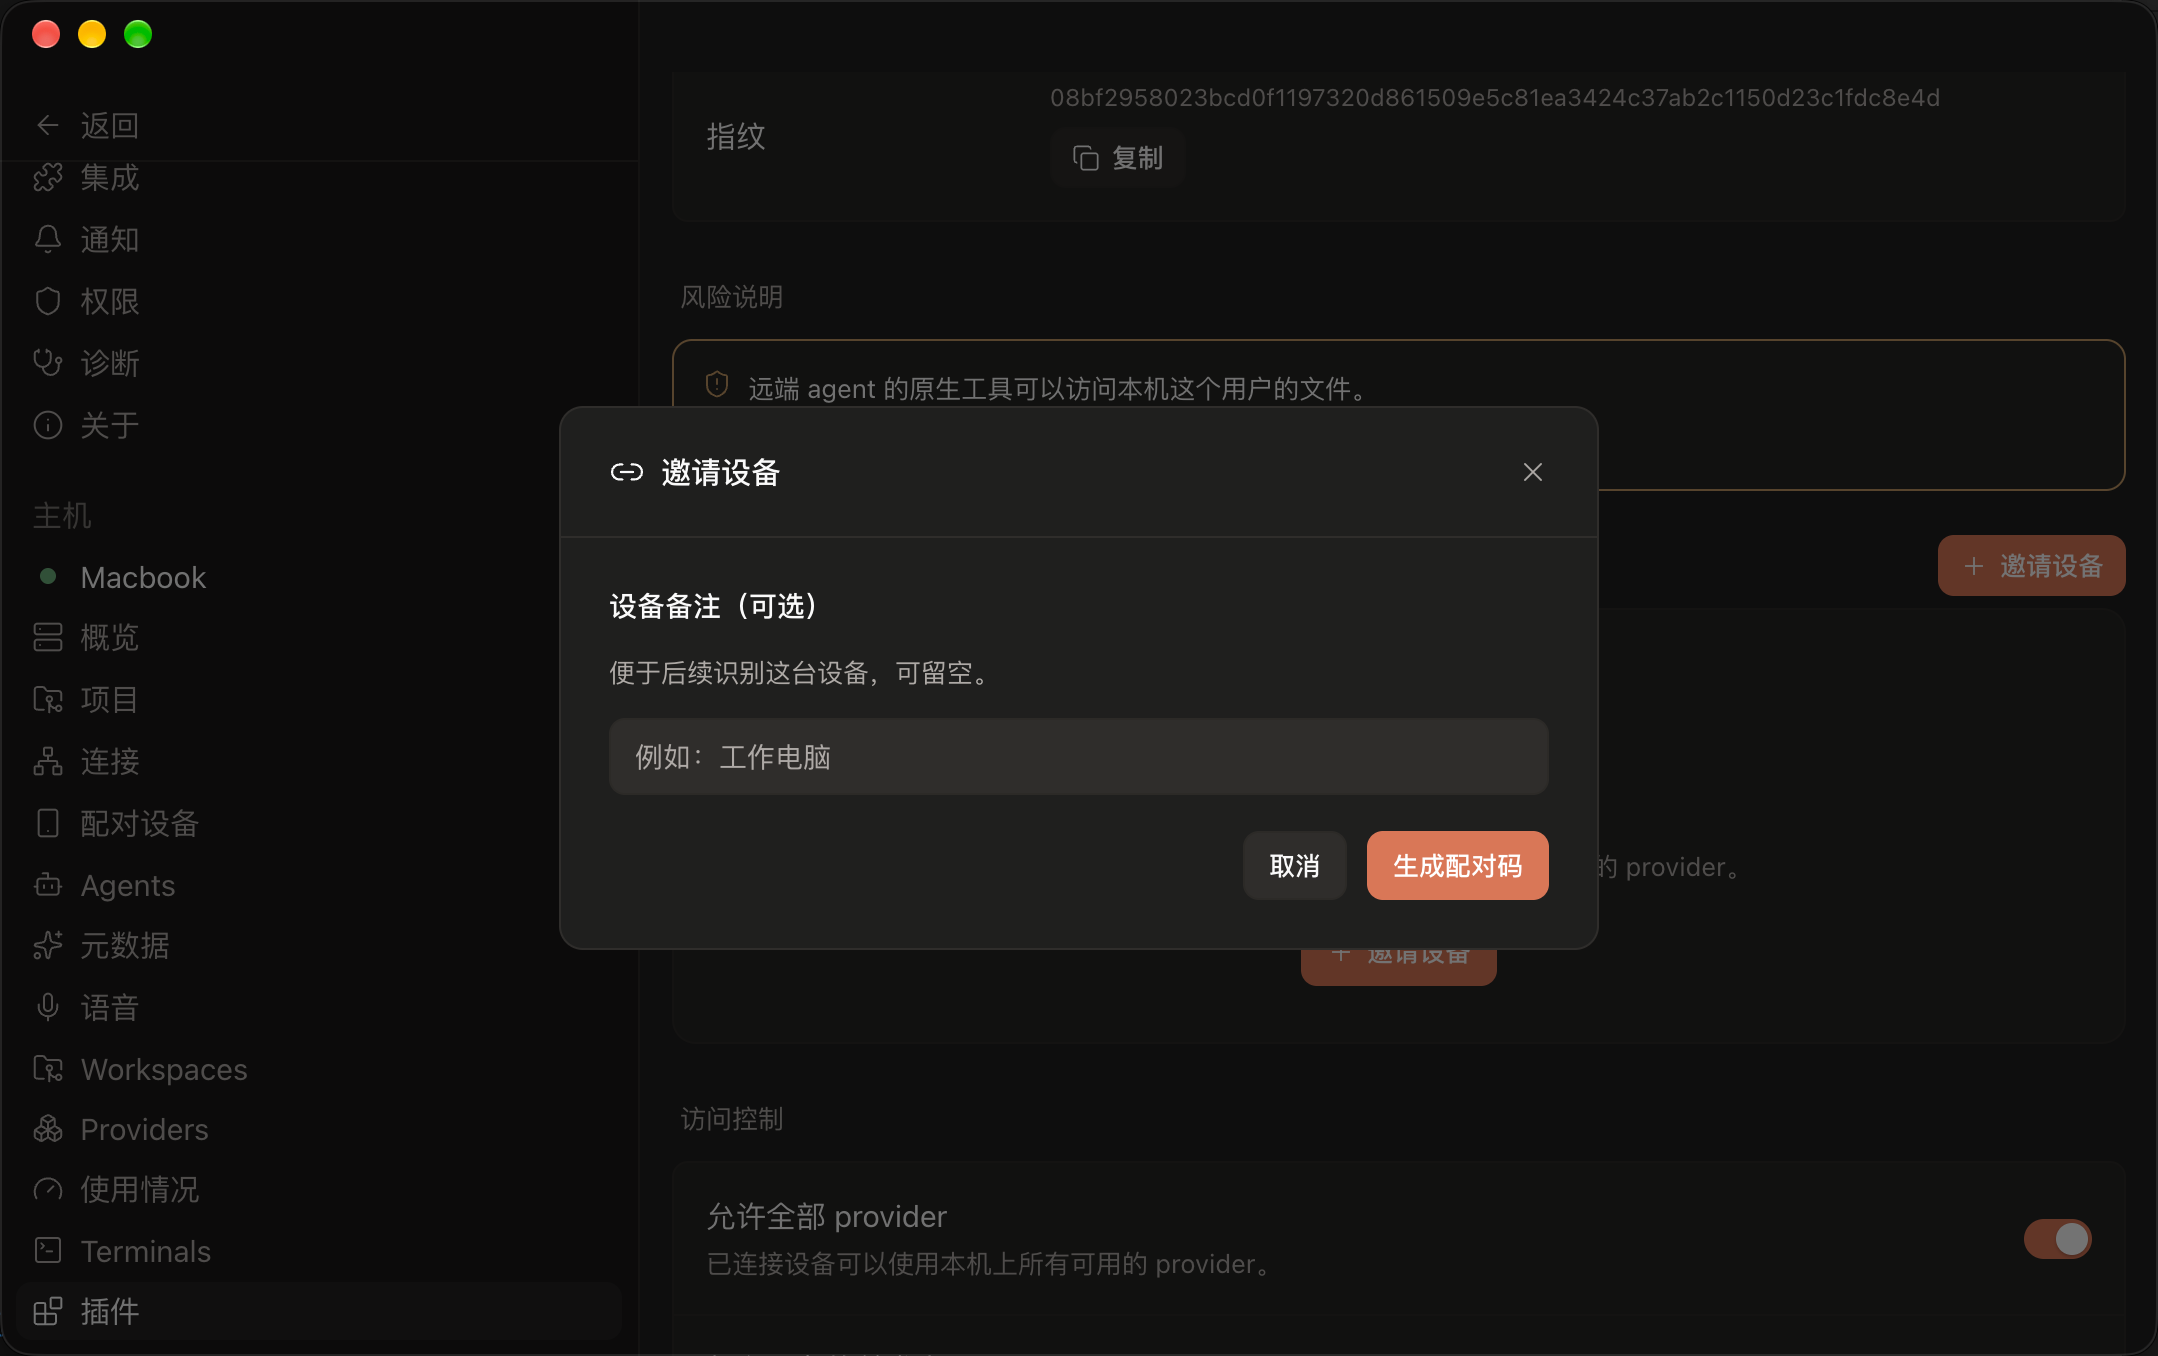 返回
集成
通知
权限
诊断
关于
主机
Macbook
概览
项目
连接
配对设备
Agents
元数据
语音
Workspaces
Providers
使用情况
Terminals
插件
08bf2958023bcd0f1197320d861509e5c81ea3424c37ab2c1150d23c1fdc8e4d
指纹
复制
风险说明
远端 agent 的原生工具可以访问本机这个用户的文件。
邀请设备
邀请设备
设备备注（可选）
便于后续识别这台设备，可留空。
例如：工作电脑
取消
生成配对码
的 provider。
邀请设备
访问控制
允许全部 provider
已连接设备可以使用本机上所有可用的 provider。